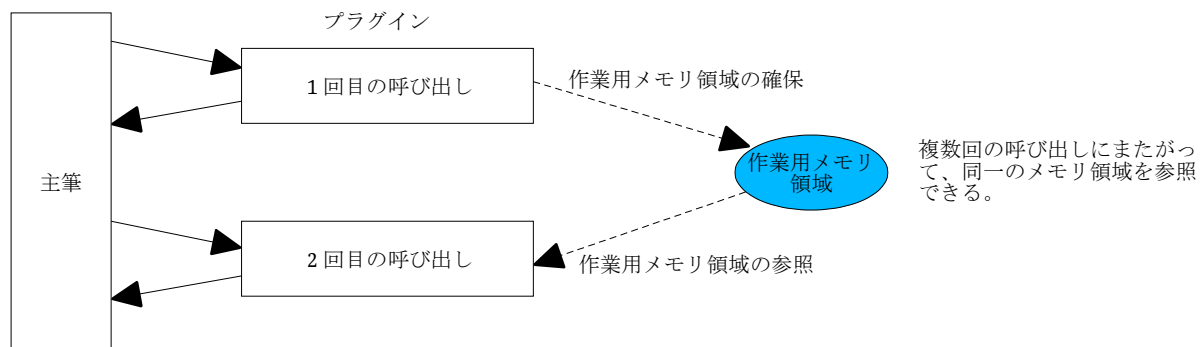 プラグイン
1 回目の呼び出し
作業用メモリ領域の確保
主筆
作業用メモリ
領域
複数回の呼び出しにまたがっ
て、同一のメモリ領域を参照
できる。
2 回目の呼び出し
作業用メモリ領域の参照